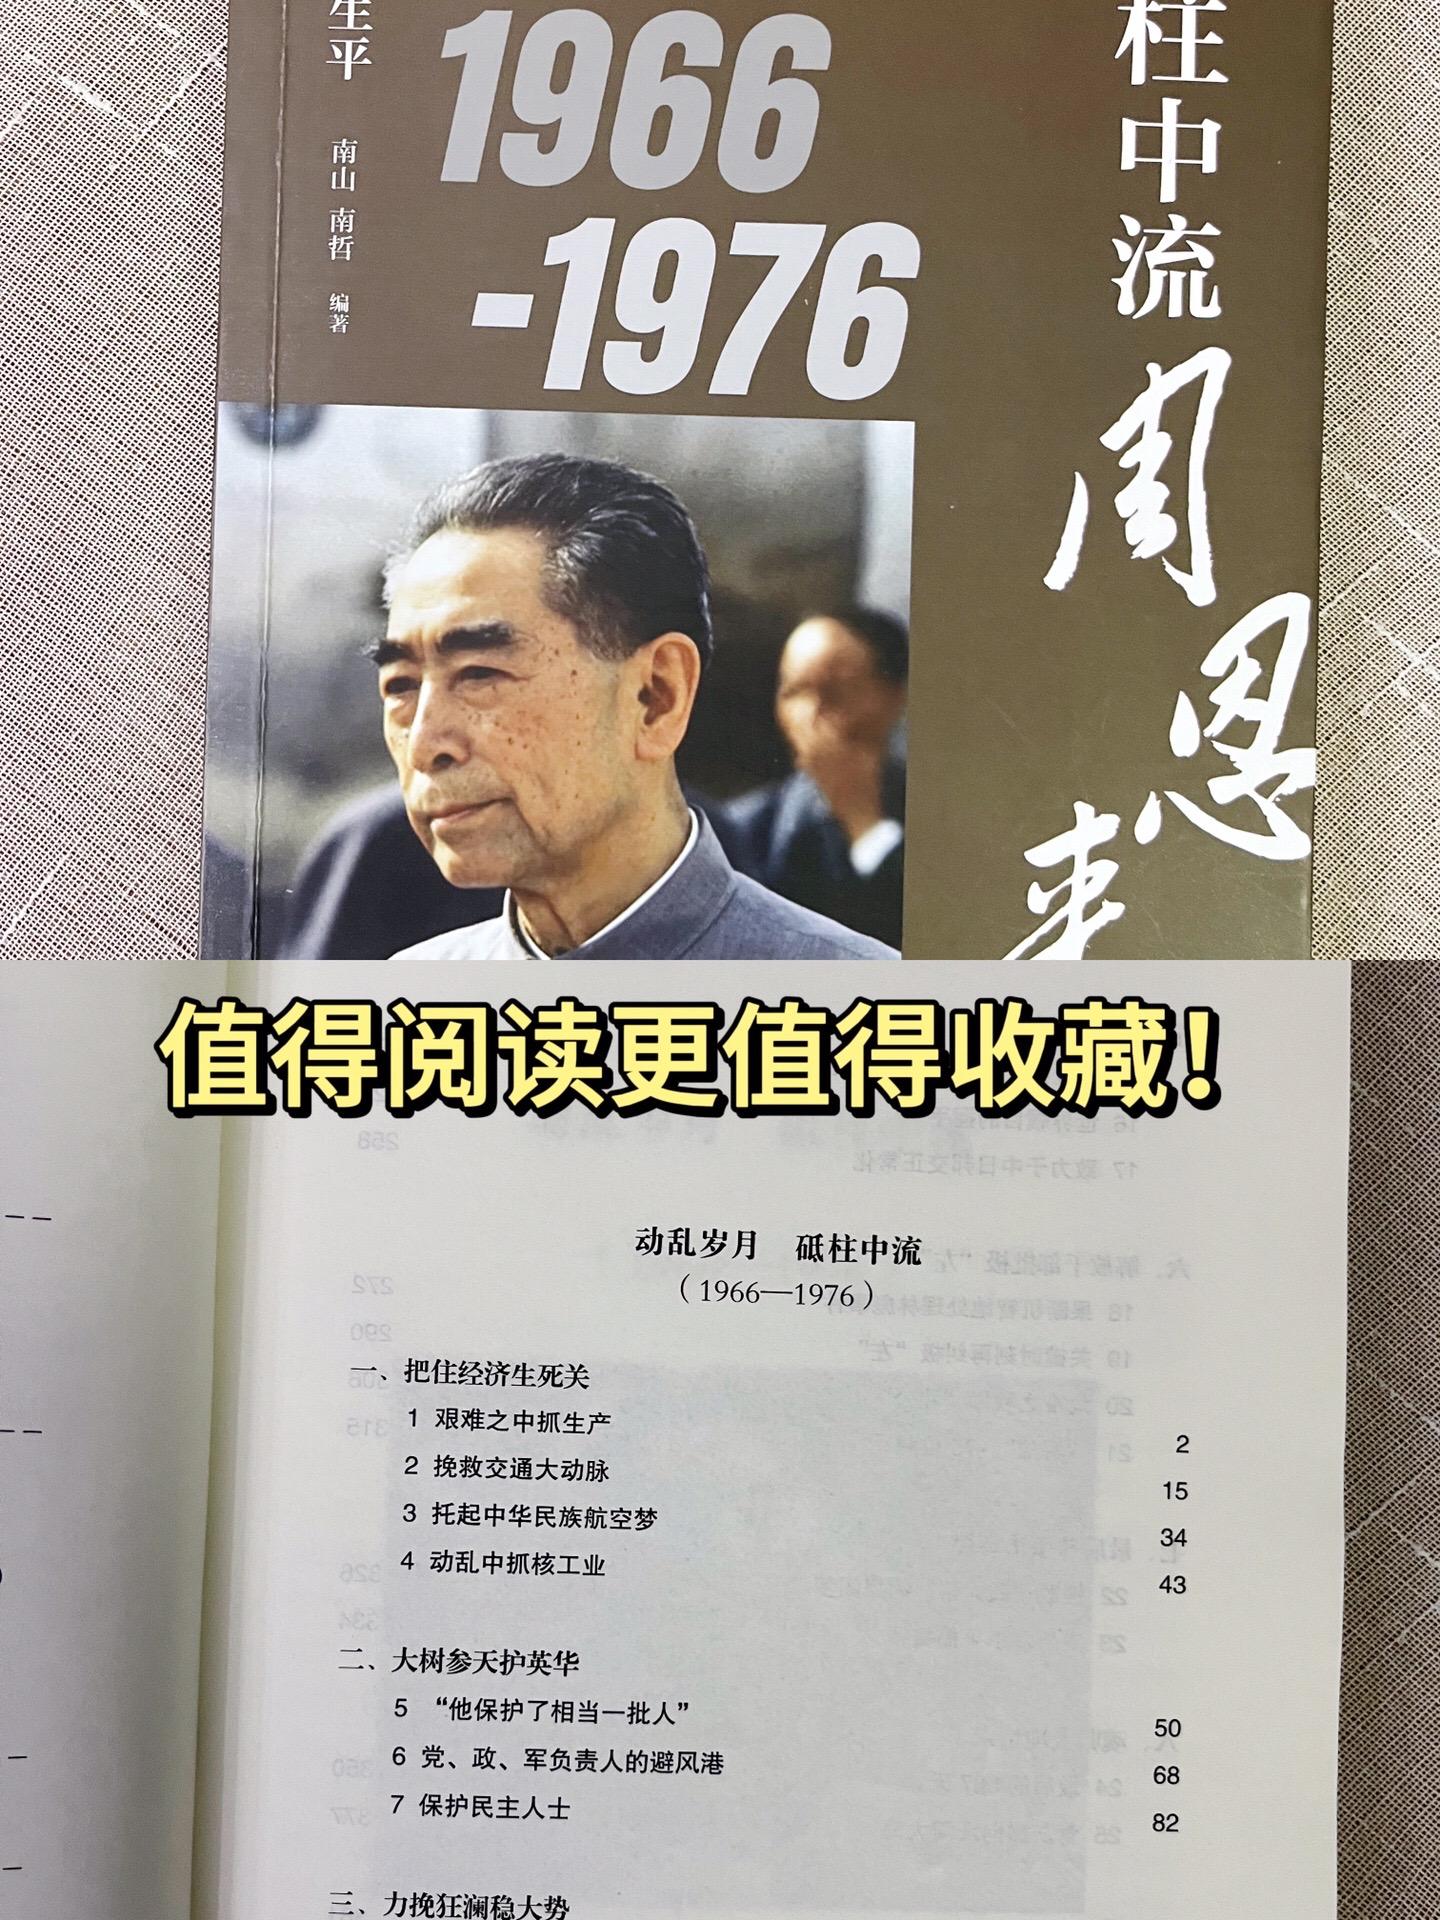 生平
南山 南哲 编著
1966
-1976
柱中流
周恩来
值得阅读更值得收藏！
动乱岁月 砥柱中流
（1966—1976）
一、把住经济生死关
1 艰难之中抓生产 2
2 挽救交通大动脉 15
3 托起中华民族航空梦 34
4 动乱中抓核工业 43
二、大树参天护英华
5 “他保护了相当一批人” 50
6 党、政、军负责人的避风港 68
7 保护民主人士 82
三、力挽狂澜稳大势